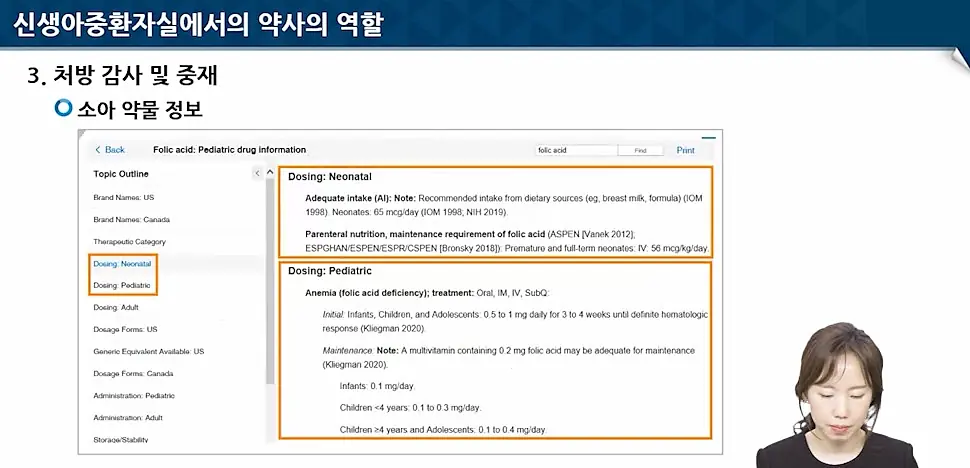 신생아중환자실에서의 약사의 역할
3. 처방 감사 및 중재
소아 약물 정보
Back
Folic acid: Pediatric drug information
folic acid
Find
Print
Topic Outline
Brand Names: US
Brand Names: Canada
Therapeutic Category
Dosing: Neonatal
Dosing: Pediatric
Dosing: Adult
Dosage Forms: US
Generic Equivalent Available: US
Dosage Forms: Canada
Administration: Pediatric
Administration: Adult
Storage/Stability
Dosing: Neonatal
Adequate intake (AI): Note: Recommended intake from dietary sources (eg, breast milk, formula) (IOM
1998). Neonates: 65 mcg/day (IOM 1998; NIH 2019).
Parenteral nutrition, maintenance requirement of folic acid (ASPEN [Vanek 2012];
ESPGHAN/ESPEN/ESPR/CSPEN [Bronsky 2018]): Premature and full-term neonates: IV: 56 mcg/kg/day.
Dosing: Pediatric
Anemia (folic acid deficiency); treatment: Oral, IM, IV, SubQ:
Initial: Infants, Children, and Adolescents: 0.5 to 1 mg daily for 3 to 4 weeks until definite hematologic
response (Kliegman 2020).
Maintenance: Note: A multivitamin containing 0.2 mg folic acid may be adequate for maintenance
(Kliegman 2020).
Infants: 0.1 mg/day.
Children <4 years: 0.1 to 0.3 mg/day.
Children ≥4 years and Adolescents: 0.1 to 0.4 mg/day.